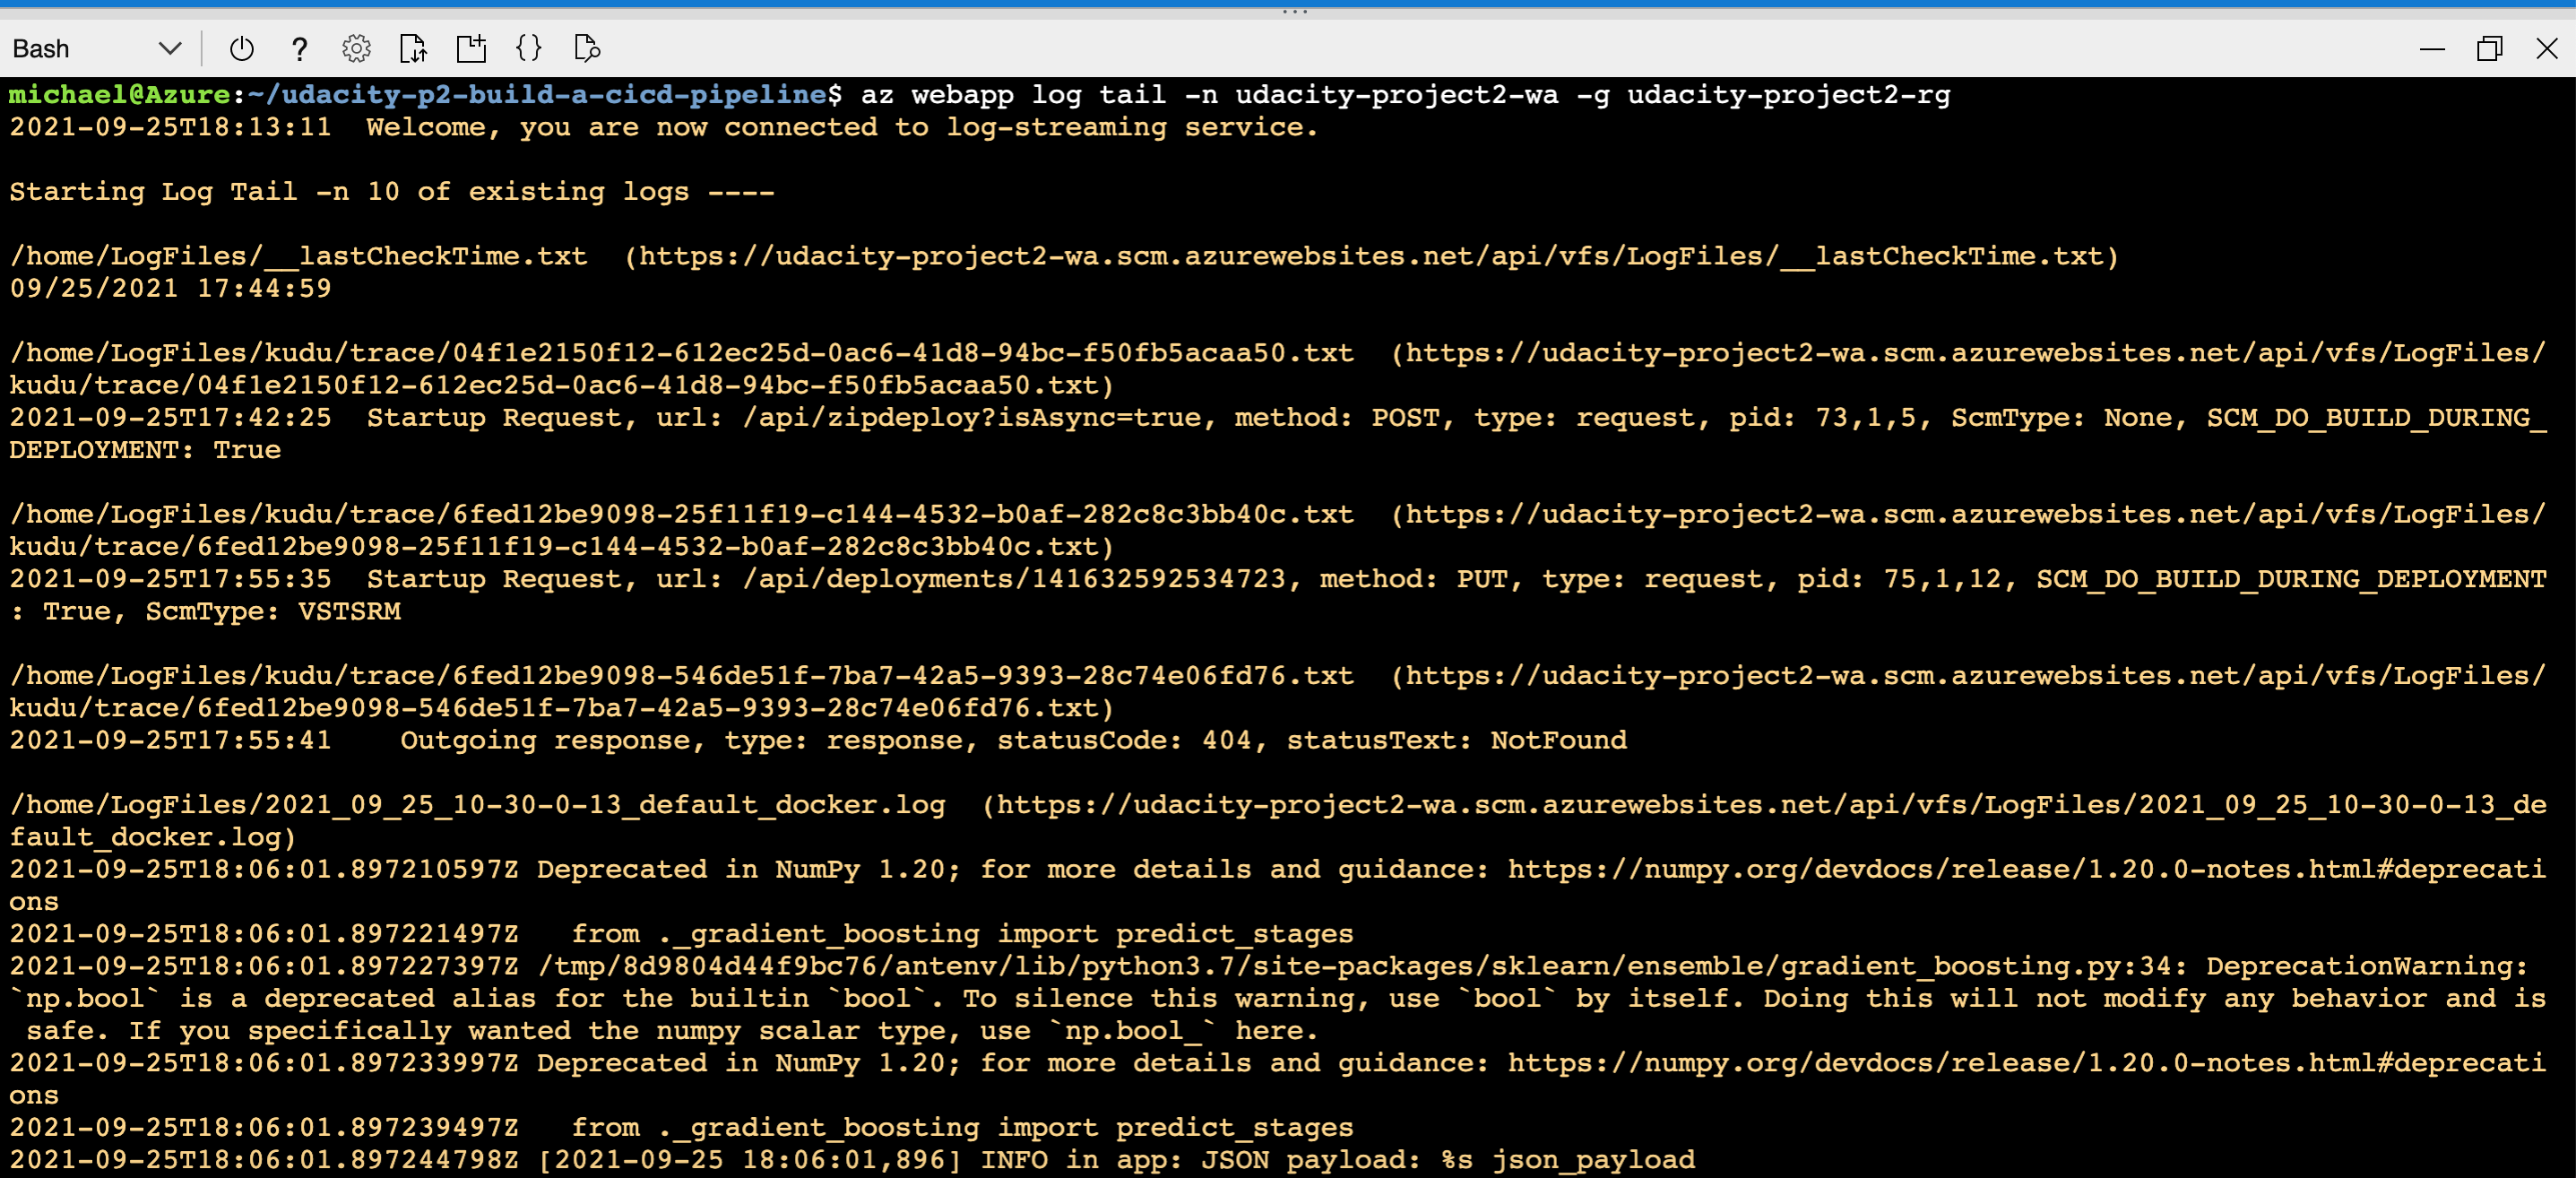 Bash
michael@Azure:~/udacity-p2-build-a-cicd-pipeline$ az webapp log tail -n udacity-project2-wa -g udacity-project2-rg
2021-09-25T18:13:11  Welcome, you are now connected to log-streaming service.
Starting Log Tail -n 10 of existing logs ----
/home/LogFiles/__lastCheckTime.txt  (https://udacity-project2-wa.scm.azurewebsites.net/api/vfs/LogFiles/__lastCheckTime.txt)
09/25/2021 17:44:59
/home/LogFiles/kudu/trace/04f1e2150f12-612ec25d-0ac6-41d8-94bc-f50fb5acaa50.txt  (https://udacity-project2-wa.scm.azurewebsites.net/api/vfs/LogFiles/
kudu/trace/04f1e2150f12-612ec25d-0ac6-41d8-94bc-f50fb5acaa50.txt)
2021-09-25T17:42:25  Startup Request, url: /api/zipdeploy?isAsync=true, method: POST, type: request, pid: 73,1,5, ScmType: None, SCM_DO_BUILD_DURING_
DEPLOYMENT: True
/home/LogFiles/kudu/trace/6fed12be9098-25f11f19-c144-4532-b0af-282c8c3bb40c.txt  (https://udacity-project2-wa.scm.azurewebsites.net/api/vfs/LogFiles/
kudu/trace/6fed12be9098-25f11f19-c144-4532-b0af-282c8c3bb40c.txt)
2021-09-25T17:55:35  Startup Request, url: /api/deployments/141632592534723, method: PUT, type: request, pid: 75,1,12, SCM_DO_BUILD_DURING_DEPLOYMENT
: True, ScmType: VSTSRM
/home/LogFiles/kudu/trace/6fed12be9098-546de51f-7ba7-42a5-9393-28c74e06fd76.txt  (https://udacity-project2-wa.scm.azurewebsites.net/api/vfs/LogFiles/
kudu/trace/6fed12be9098-546de51f-7ba7-42a5-9393-28c74e06fd76.txt)
2021-09-25T17:55:41    Outgoing response, type: response, statusCode: 404, statusText: NotFound
/home/LogFiles/2021_09_25_10-30-0-13_default_docker.log  (https://udacity-project2-wa.scm.azurewebsites.net/api/vfs/LogFiles/2021_09_25_10-30-0-13_de
fault_docker.log)
2021-09-25T18:06:01.897210597Z Deprecated in NumPy 1.20; for more details and guidance: https://numpy.org/devdocs/release/1.20.0-notes.html#deprecati
ons
2021-09-25T18:06:01.897221497Z   from ._gradient_boosting import predict_stages
2021-09-25T18:06:01.897227397Z /tmp/8d9804d44f9bc76/antenv/lib/python3.7/site-packages/sklearn/ensemble/gradient_boosting.py:34: DeprecationWarning:
`np.bool` is a deprecated alias for the builtin `bool`. To silence this warning, use `bool` by itself. Doing this will not modify any behavior and is
 safe. If you specifically wanted the numpy scalar type, use `np.bool_` here.
2021-09-25T18:06:01.897233997Z Deprecated in NumPy 1.20; for more details and guidance: https://numpy.org/devdocs/release/1.20.0-notes.html#deprecati
ons
2021-09-25T18:06:01.897239497Z   from ._gradient_boosting import predict_stages
2021-09-25T18:06:01.897244798Z [2021-09-25 18:06:01,896] INFO in app: JSON payload: %s json_payload